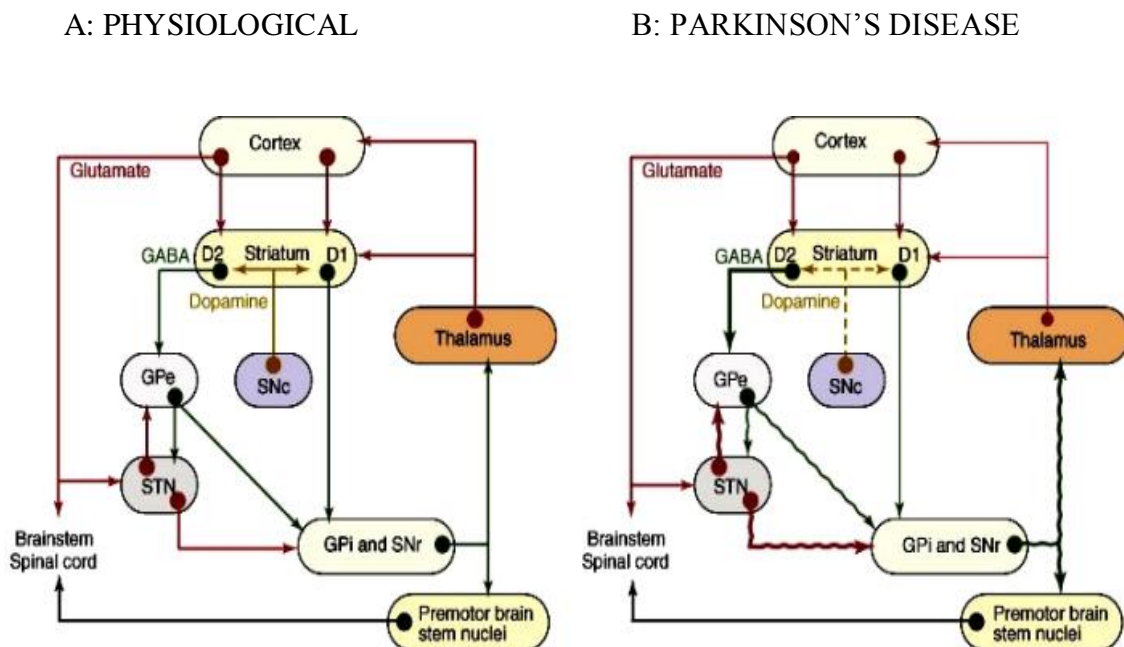 A: PHYSIOLOGICAL
B: PARKINSON’S DISEASE
Cortex
Glutamate
GABA
D2
Striatum
D1
Dopamine
Thalamus
GPe
SNc
STN
GPi and SNr
Brainstem
Spinal cord
Premotor brain
stem nuclei
Cortex
Glutamate
GABA
D2
Striatum
D1
Dopamine
Thalamus
GPe
SNc
STN
GPi and SNr
Brainstem
Spinal cord
Premotor brain
stem nuclei